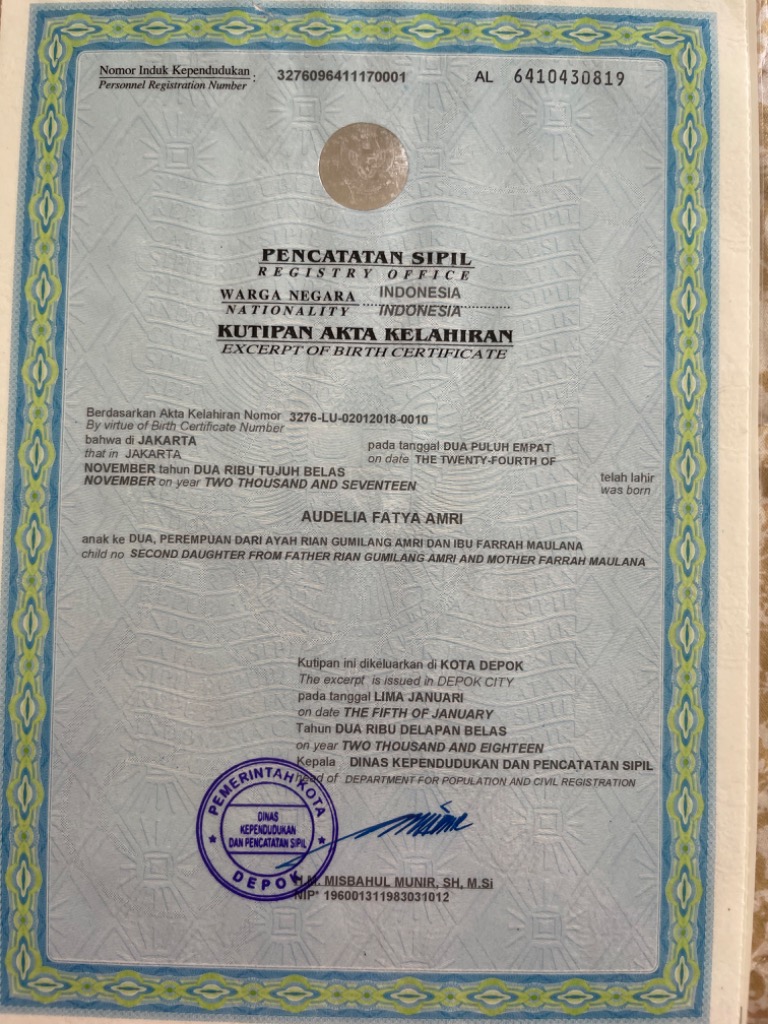 Nomor Induk Kependudukan : 3276096411170001 AL 6410430819
Personnel Registration Number
PENCATATAN SIPIL
REGISTRY OFFICE
WARGA NEGARA INDONESIA
NATIONALITY INDONESIA
KUTIPAN AKTA KELAHIRAN
EXCERPT OF BIRTH CERTIFICATE
Berdasarkan Akta Kelahiran Nomor 3276-LU-02012018-0010
By virtue of Birth Certificate Number
bahwa di JAKARTA pada tanggal DUA PULUH EMPAT
that in JAKARTA on date THE TWENTY-FOURTH OF
NOVEMBER tahun DUA RIBU TUJUH BELAS telah lahir
NOVEMBER on year TWO THOUSAND AND SEVENTEEN was born
AUDELIA FATYA AMRI
anak ke DUA, PEREMPUAN DARI AYAH RIAN GUMILANG AMRI DAN IBU FARRAH MAULANA
child no SECOND DAUGHTER FROM FATHER RIAN GUMILANG AMRI AND MOTHER FARRAH MAULANA
Kutipan ini dikeluarkan di KOTA DEPOK
The excerpt is issued in DEPOK CITY
pada tanggal LIMA JANUARI
on date THE FIFTH OF JANUARY
Tahun DUA RIBU DELAPAN BELAS
on year TWO THOUSAND AND EIGHTEEN
Kepala DINAS KEPENDUDUKAN DAN PENCATATAN SIPIL
head of DEPARTMENT FOR POPULATION AND CIVIL REGISTRATION
PEMERINTAH KOTA
DINAS
KEPENDUDUKAN
DAN PENCATATAN SIPIL
DEPOK
H.M. MISBAHUL MUNIR, SH, M.Si
NIP* 196001311983031012